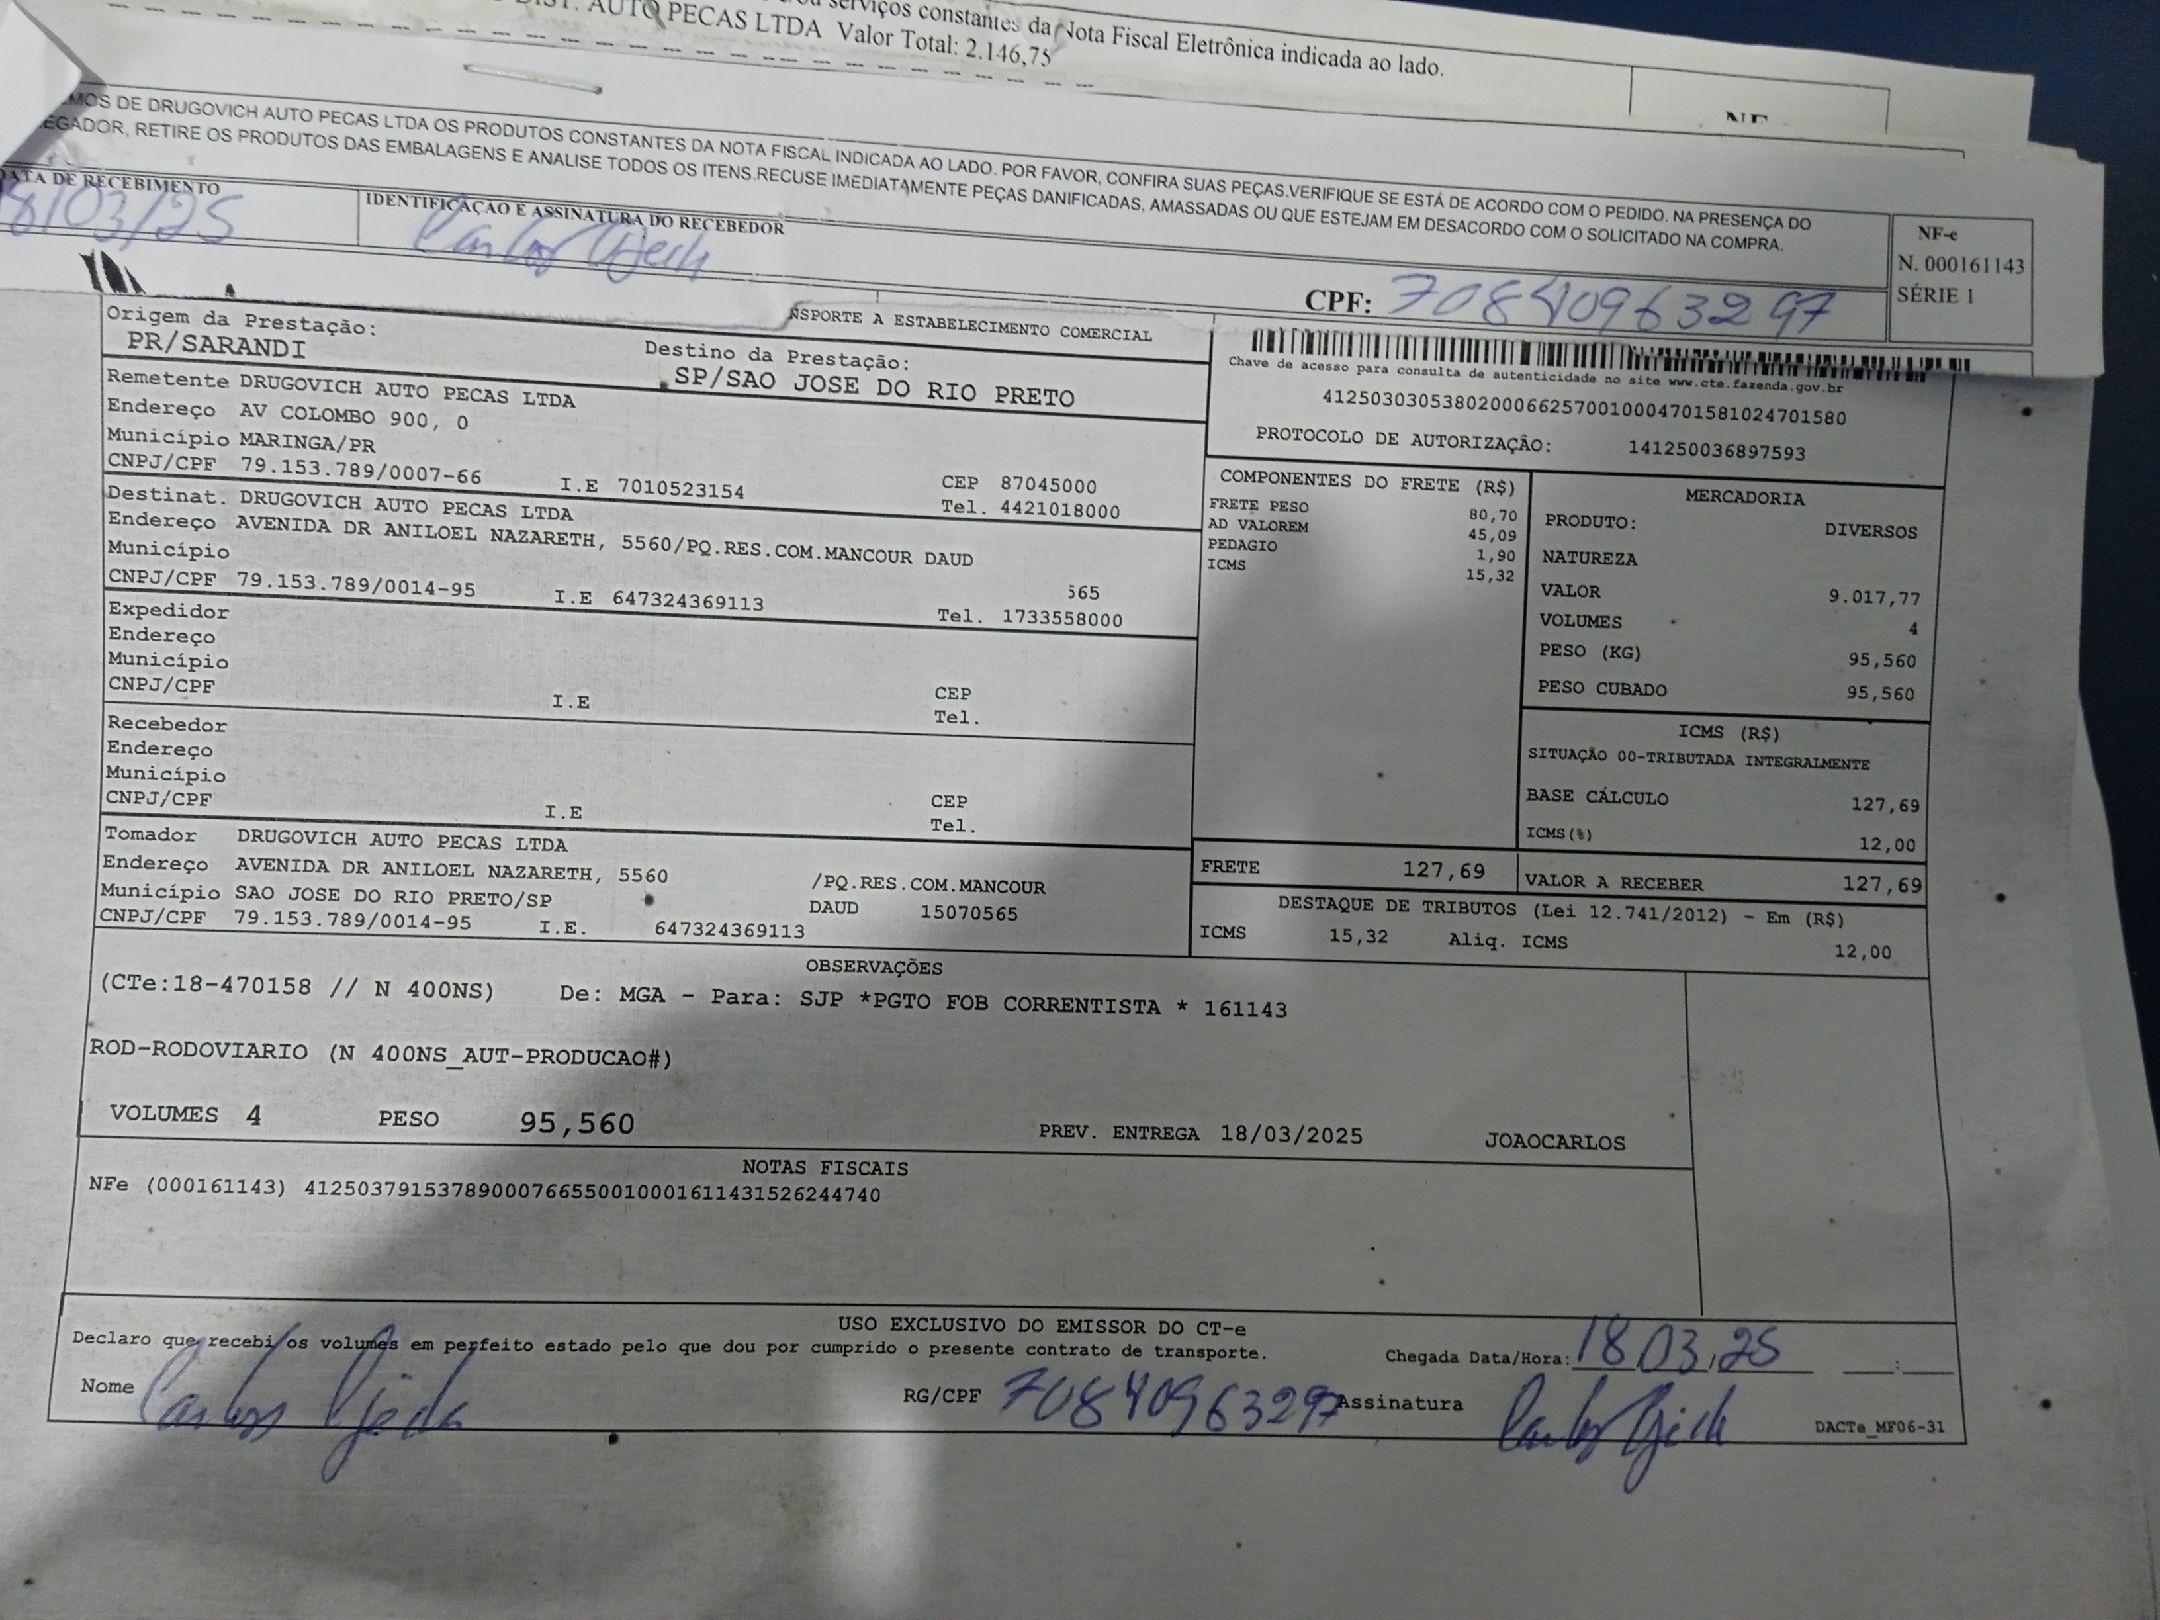 serviços constantes da Nota Fiscal Eletrônica indicada ao lado.
DIST. AUTO PECAS LTDA Valor Total: 2.146,75
DE DRUGOVICH AUTO PECAS LTDA OS PRODUTOS CONSTANTES DA NOTA FISCAL INDICADA AO LADO. POR FAVOR, CONFIRA SUAS PEÇAS.VERIFIQUE SE ESTÁ DE ACORDO COM O PEDIDO. NA PRESENÇA DO
RETIRE OS PRODUTOS DAS EMBALAGENS E ANALISE TODOS OS ITENS.RECUSE IMEDIATAMENTE PEÇAS DANIFICADAS, AMASSADAS OU QUE ESTEJAM EM DESACORDO COM O SOLICITADO NA COMPRA.
DATA DE RECEBIMENTO
18/03/25
IDENTIFICAÇÃO E ASSINATURA DO RECEBEDOR
Carlos Ojeda
NF-e
N. 000161143
SÉRIE 1
CPF: 70840963297
NSPORTE A ESTABELECIMENTO COMERCIAL
Origem da Prestação:
PR/SARANDI
Destino da Prestação:
SP/SAO JOSE DO RIO PRETO
Chave de acesso para consulta de autenticidade no site www.cte.fazenda.gov.br
41250303053802000662570010004701581024701580
PROTOCOLO DE AUTORIZAÇÃO: 141250036897593
Remetente DRUGOVICH AUTO PECAS LTDA
Endereço AV COLOMBO 900, 0
Município MARINGA/PR
CEP 87045000
CNPJ/CPF 79.153.789/0007-66 I.E 7010523154 Tel. 4421018000
Destinat. DRUGOVICH AUTO PECAS LTDA
Endereço AVENIDA DR ANILOEL NAZARETH, 5560/PQ.RES.COM.MANCOUR DAUD
Município 565
CNPJ/CPF 79.153.789/0014-95 I.E 647324369113 Tel. 1733558000
Expedidor
Endereço
Município CEP
CNPJ/CPF I.E Tel.
Recebedor
Endereço
Município CEP
CNPJ/CPF I.E Tel.
Tomador DRUGOVICH AUTO PECAS LTDA
Endereço AVENIDA DR ANILOEL NAZARETH, 5560 /PQ.RES.COM.MANCOUR
Município SAO JOSE DO RIO PRETO/SP DAUD 15070565
CNPJ/CPF 79.153.789/0014-95 I.E. 647324369113
COMPONENTES DO FRETE (R$)
FRETE PESO 80,70
AD VALOREM 45,09
PEDAGIO 1,90
ICMS 15,32
MERCADORIA
PRODUTO: DIVERSOS
NATUREZA
VALOR 9.017,77
VOLUMES 4
PESO (KG) 95,560
PESO CUBADO 95,560
ICMS (R$)
SITUAÇÃO 00-TRIBUTADA INTEGRALMENTE
BASE CÁLCULO 127,69
ICMS(%) 12,00
FRETE 127,69 VALOR A RECEBER 127,69
DESTAQUE DE TRIBUTOS (Lei 12.741/2012) - Em (R$)
ICMS 15,32 Aliq. ICMS 12,00
OBSERVAÇÕES
(CTe:18-470158 // N 400NS) De: MGA - Para: SJP *PGTO FOB CORRENTISTA * 161143
ROD-RODOVIARIO (N 400NS_AUT-PRODUCAO#)
VOLUMES 4 PESO 95,560 PREV. ENTREGA 18/03/2025 JOAOCARLOS
NOTAS FISCAIS
NFe (000161143) 41250379153789000766550010001611431526244740
USO EXCLUSIVO DO EMISSOR DO CT-e
Declaro que recebi os volumes em perfeito estado pelo que dou por cumprido o presente contrato de transporte.
Chegada Data/Hora: 18.03.25 __:__
Nome Carlos Ojeda RG/CPF 70840963297 Assinatura Carlos Ojeda
DACTe_MF06-31